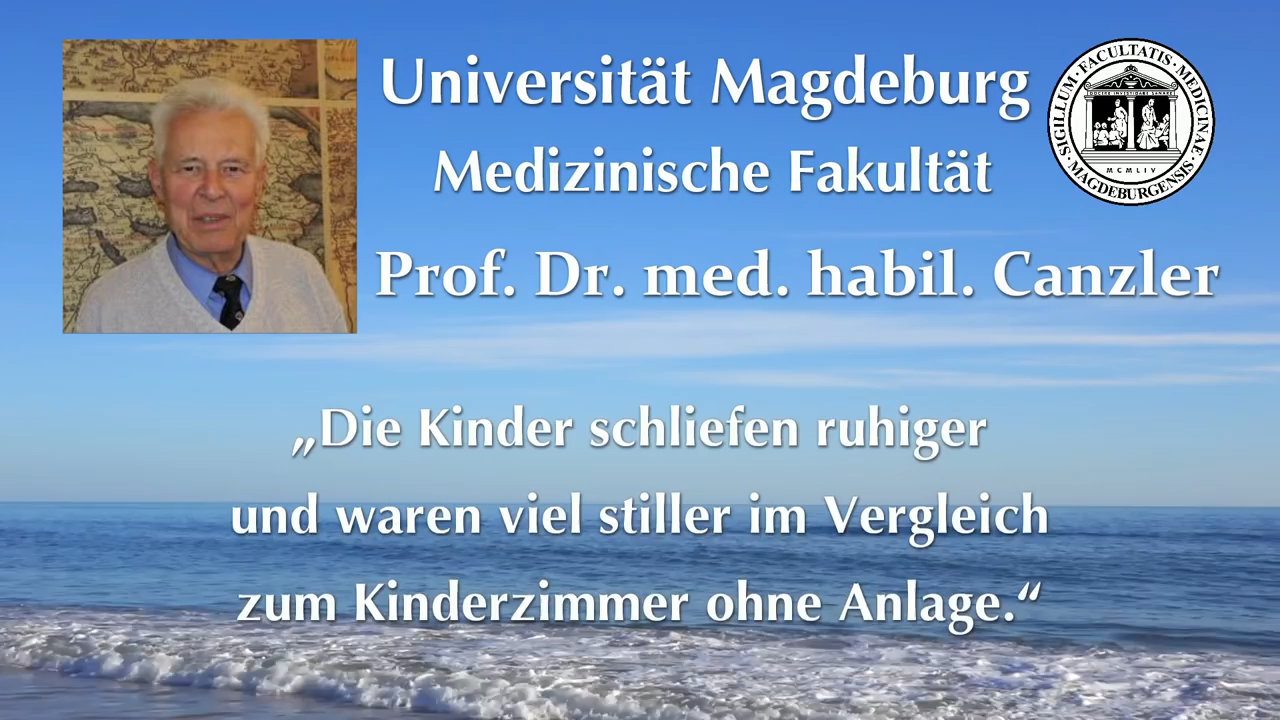 Universität Magdeburg
Medizinische Fakultät
Prof. Dr. med. habil. Canzler
„Die Kinder schliefen ruhiger
und waren viel stiller im Vergleich
zum Kinderzimmer ohne Anlage.“
SIGILLUM · FACULTATIS · MEDICINAE · MAGDEBURGENSIS ·
MCMLIV